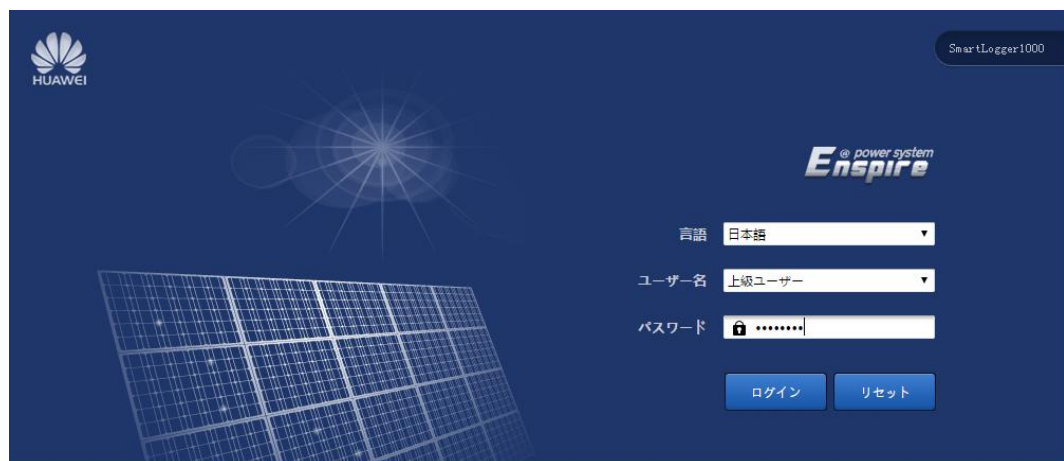 HUAWEI
SmartLogger1000
@ power system
Enspire
言語 日本語
ユーザー名 上級ユーザー
パスワード ••••••••
ログイン リセット